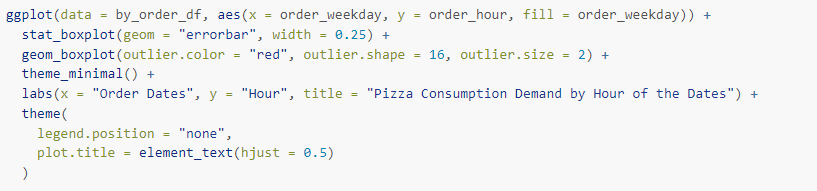 ggplot(data = by_order_df, aes(x = order_weekday, y = order_hour, fill = order_weekday)) +
  stat_boxplot(geom = "errorbar", width = 0.25) +
  geom_boxplot(outlier.color = "red", outlier.shape = 16, outlier.size = 2) +
  theme_minimal() +
  labs(x = "Order Dates", y = "Hour", title = "Pizza Consumption Demand by Hour of the Dates") +
  theme(
    legend.position = "none",
    plot.title = element_text(hjust = 0.5)
  )